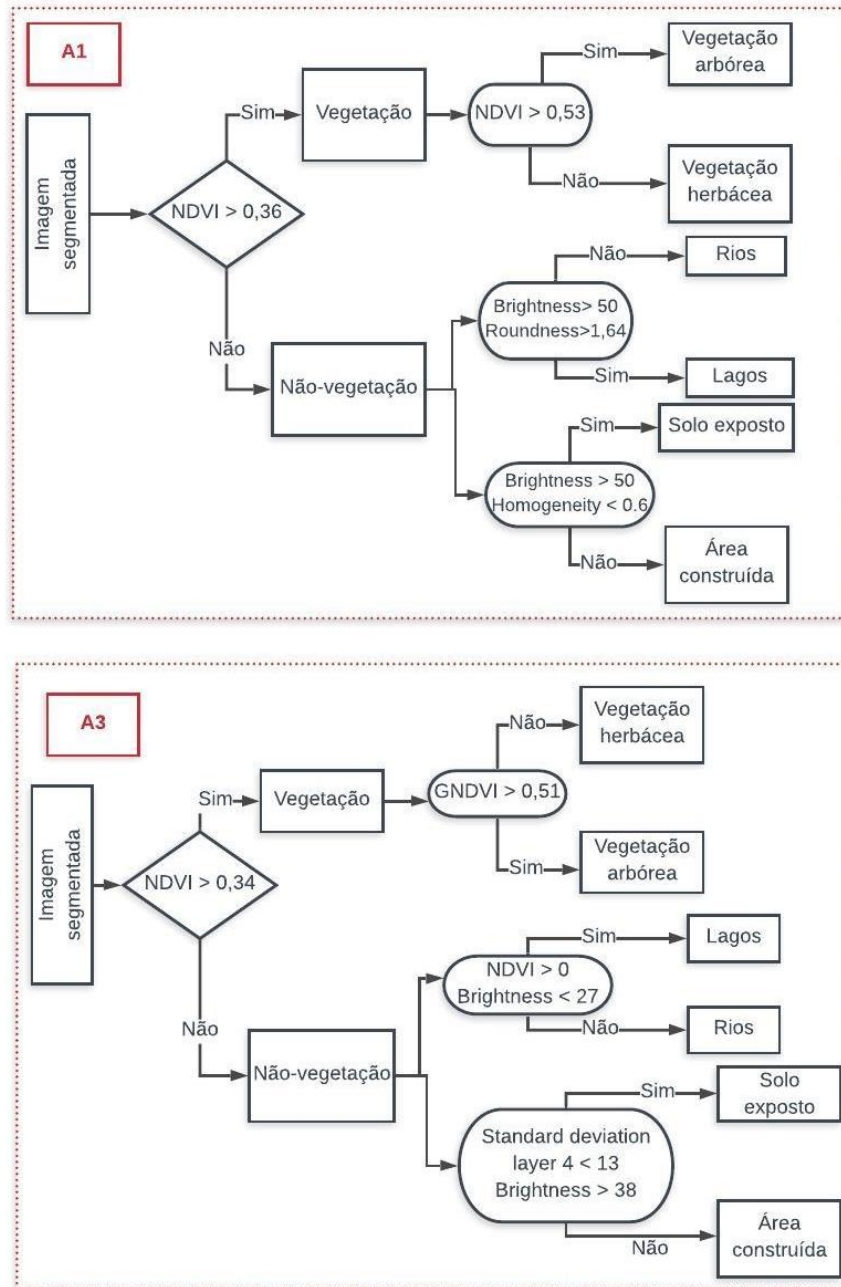 A1
Imagem
segmentada
NDVI > 0,36
Sim
Vegetação
NDVI > 0,53
Sim
Vegetação
arbórea
Não
Vegetação
herbácea
Não
Não-vegetação
Brightness> 50
Roundness>1,64
Não
Rios
Sim
Lagos
Brightness > 50
Homogeneity < 0.6
Sim
Solo exposto
Não
Área
construída
A3
Imagem
segmentada
NDVI > 0,34
Sim
Vegetação
GNDVI > 0,51
Não
Vegetação
herbácea
Sim
Vegetação
arbórea
Não
Não-vegetação
NDVI > 0
Brightness < 27
Sim
Lagos
Não
Rios
Standard deviation
layer 4 < 13
Brightness > 38
Sim
Solo
exposto
Não
Área
construída